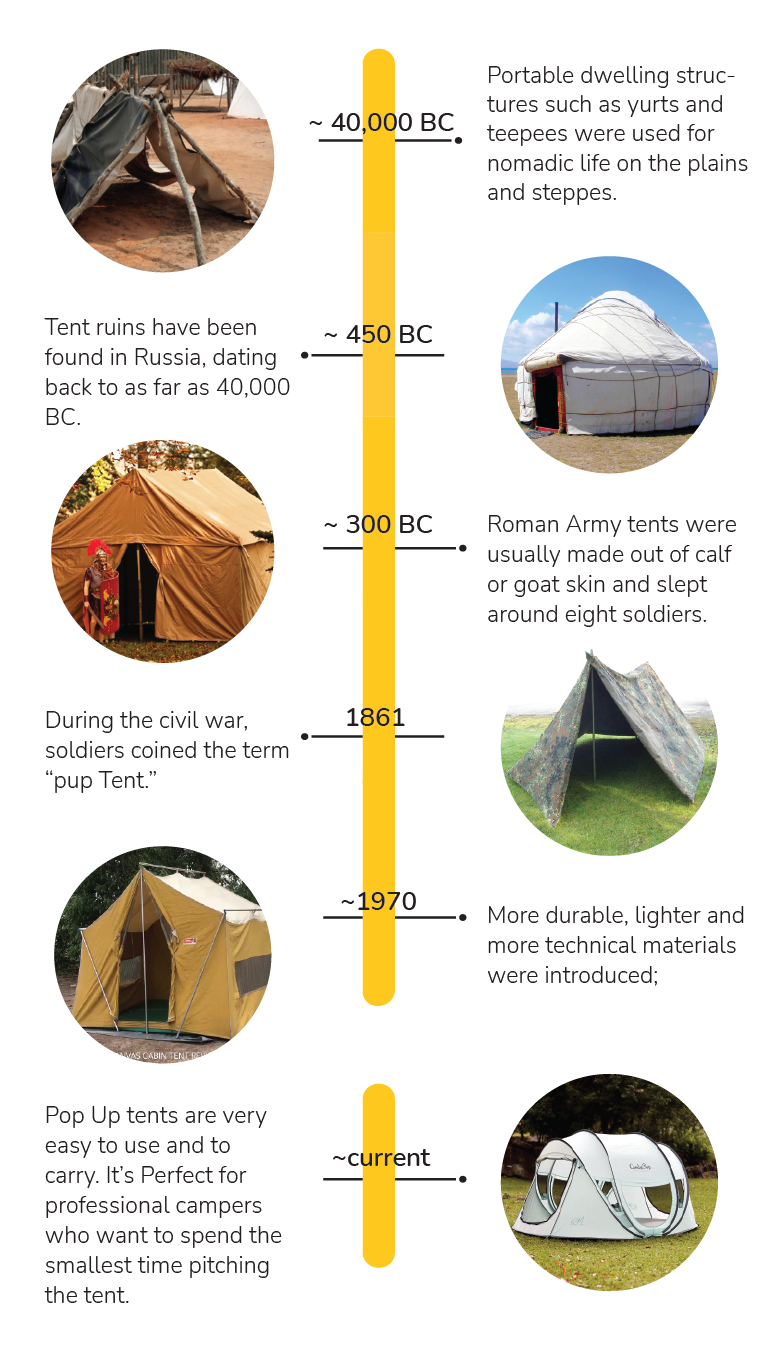 ~ 40,000 BC
Portable dwelling struc-
tures such as yurts and
teepees were used for
nomadic life on the plains
and steppes.
Tent ruins have been
found in Russia, dating
back to as far as 40,000
BC.
~ 450 BC
~ 300 BC
Roman Army tents were
usually made out of calf
or goat skin and slept
around eight soldiers.
During the civil war,
soldiers coined the term
“pup Tent.”
1861
~1970
More durable, lighter and
more technical materials
were introduced;
CABIN TENT
Pop Up tents are very
easy to use and to
carry. It’s Perfect for
professional campers
who want to spend the
smallest time pitching
the tent.
~current